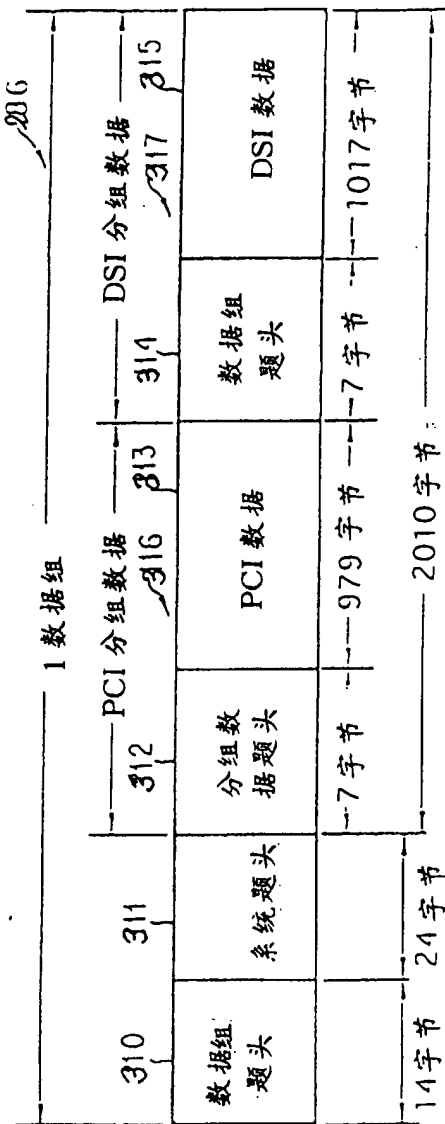 286
1 数据组
PCI 分组数据
DSI 分组数据
316
317
310
311
312
313
314
315
数据组
题头
系统题头
分组数
据题头
PCI 数据
数据组
题头
DSI 数据
14字节
24字节
7字节
979 字节
7字节
1017字节
2010字节